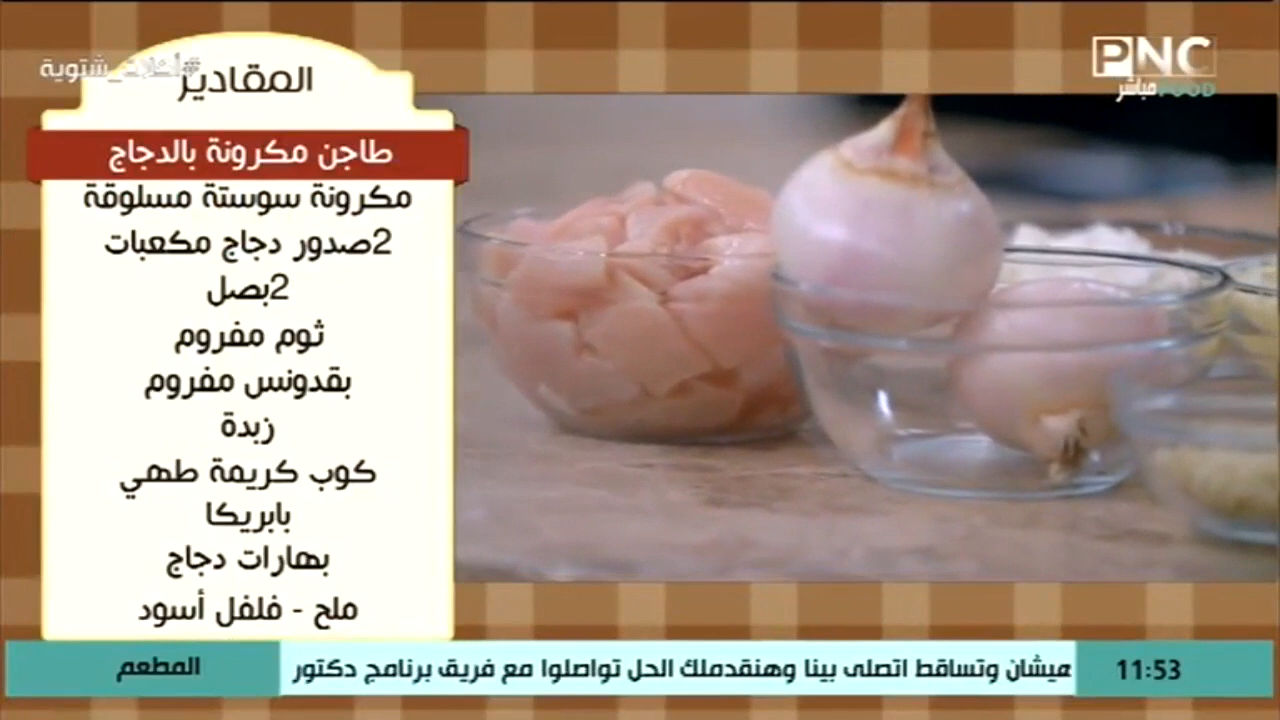 #أكلات_شتوية
المقادير
طاجن مكرونة بالدجاج
مكرونة سوستة مسلوقة
2صدور دجاج مكعبات
2بصل
ثوم مفروم
بقدونس مفروم
زبدة
كوب كريمة طهي
بابريكا
بهارات دجاج
ملح - فلفل أسود
PNC
FOOD مباشر
11:53
ميشان وتساقط اتصلى بينا وهنقدملك الحل تواصلوا مع فريق برنامج دكتور
المطعم